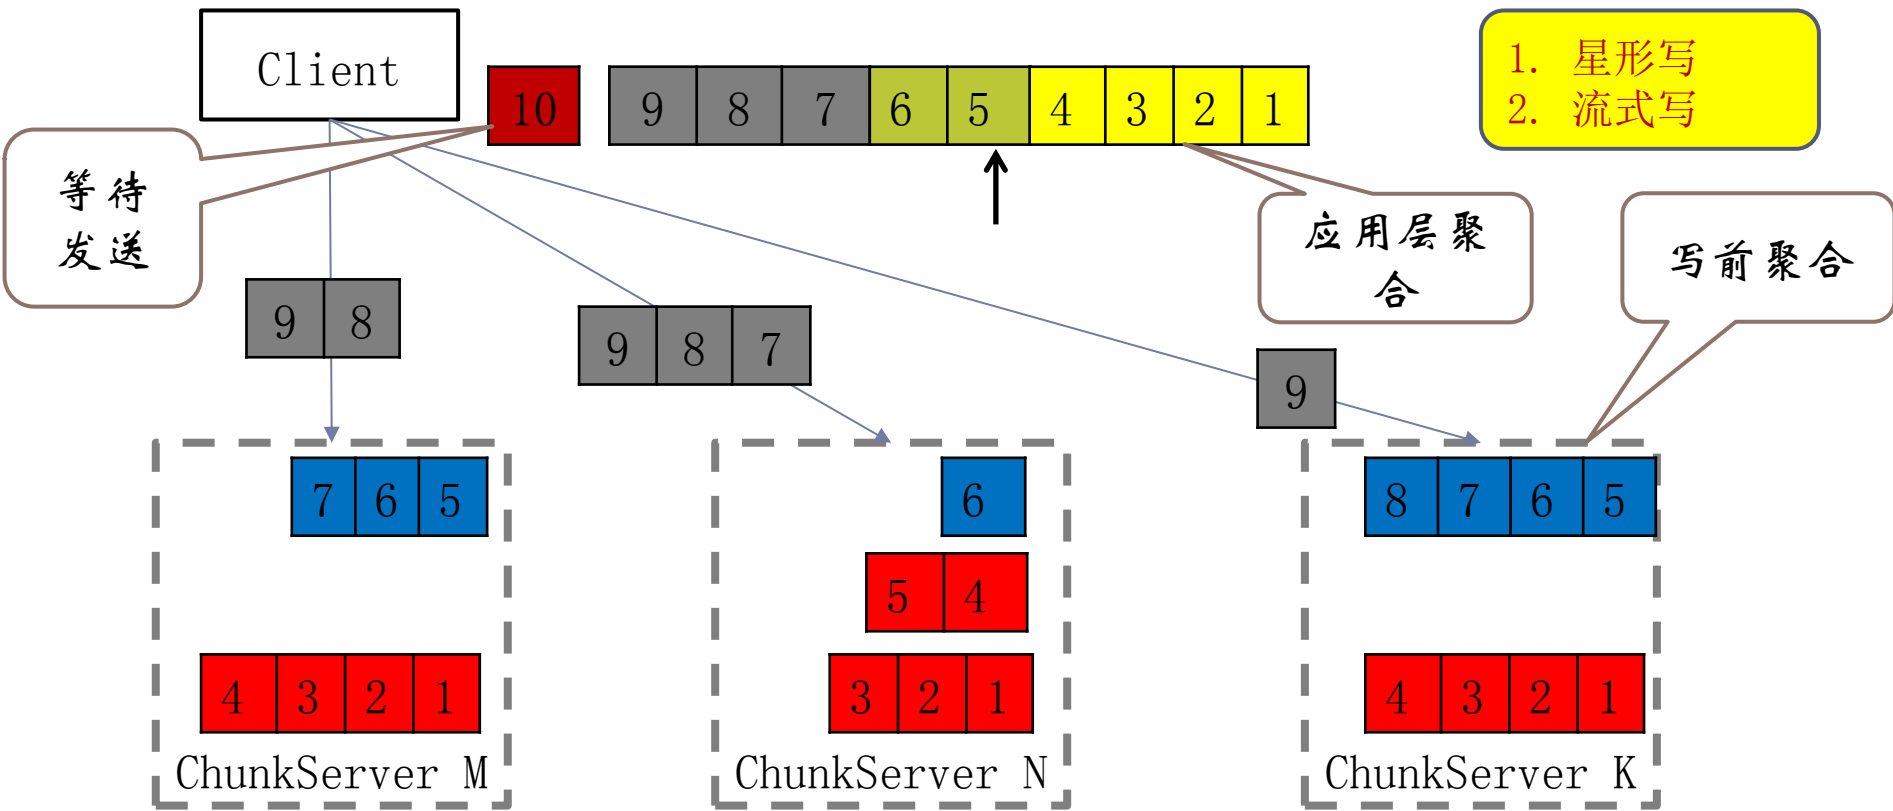 Client
10 9 8 7 6 5 4 3 2 1
1. 星形写
2. 流式写
等待
发送
应用层聚
合
写前聚合
9 8
9 8 7
9
7 6 5
6
8 7 6 5
5 4
4 3 2 1
3 2 1
4 3 2 1
ChunkServer M
ChunkServer N
ChunkServer K